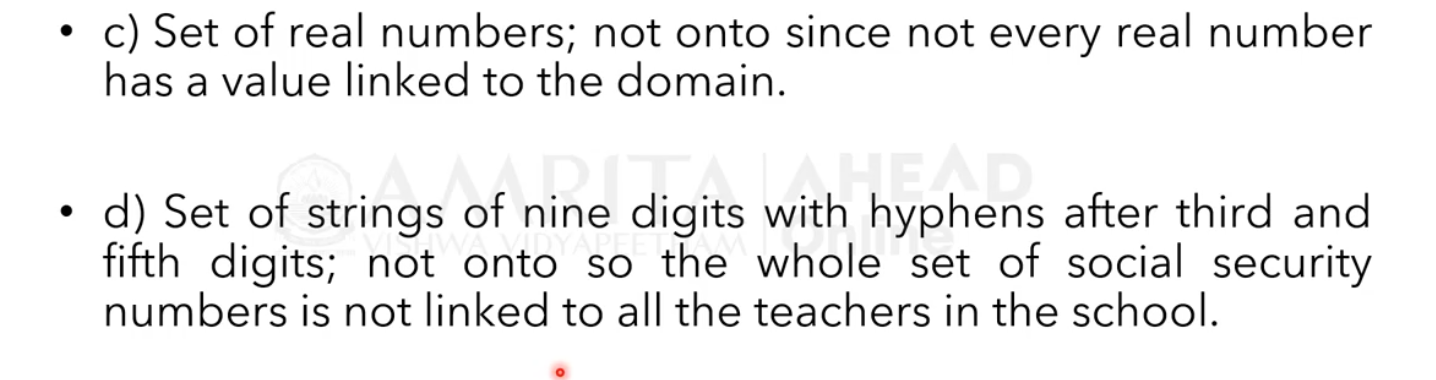 • c) Set of real numbers; not onto since not every real number
has a value linked to the domain.
AMRITA AHEAD
VISHWA VIDYAPEETHAM Online
• d) Set of strings of nine digits with hyphens after third and
fifth digits; not onto so the whole set of social security
numbers is not linked to all the teachers in the school.